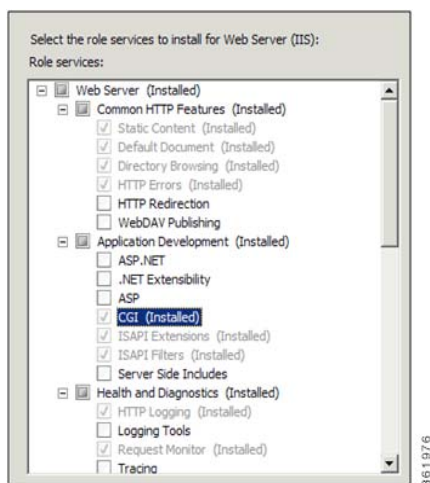 Select the role services to install for Web Server (IIS):
Role services:
Web Server (Installed)
Common HTTP Features (Installed)
Static Content (Installed)
Default Document (Installed)
Directory Browsing (Installed)
HTTP Errors (Installed)
HTTP Redirection
WebDAV Publishing
Application Development (Installed)
ASP.NET
.NET Extensibility
ASP
CGI (Installed)
ISAPI Extensions (Installed)
ISAPI Filters (Installed)
Server Side Includes
Health and Diagnostics (Installed)
HTTP Logging (Installed)
Logging Tools
Request Monitor (Installed)
Tracing
361976